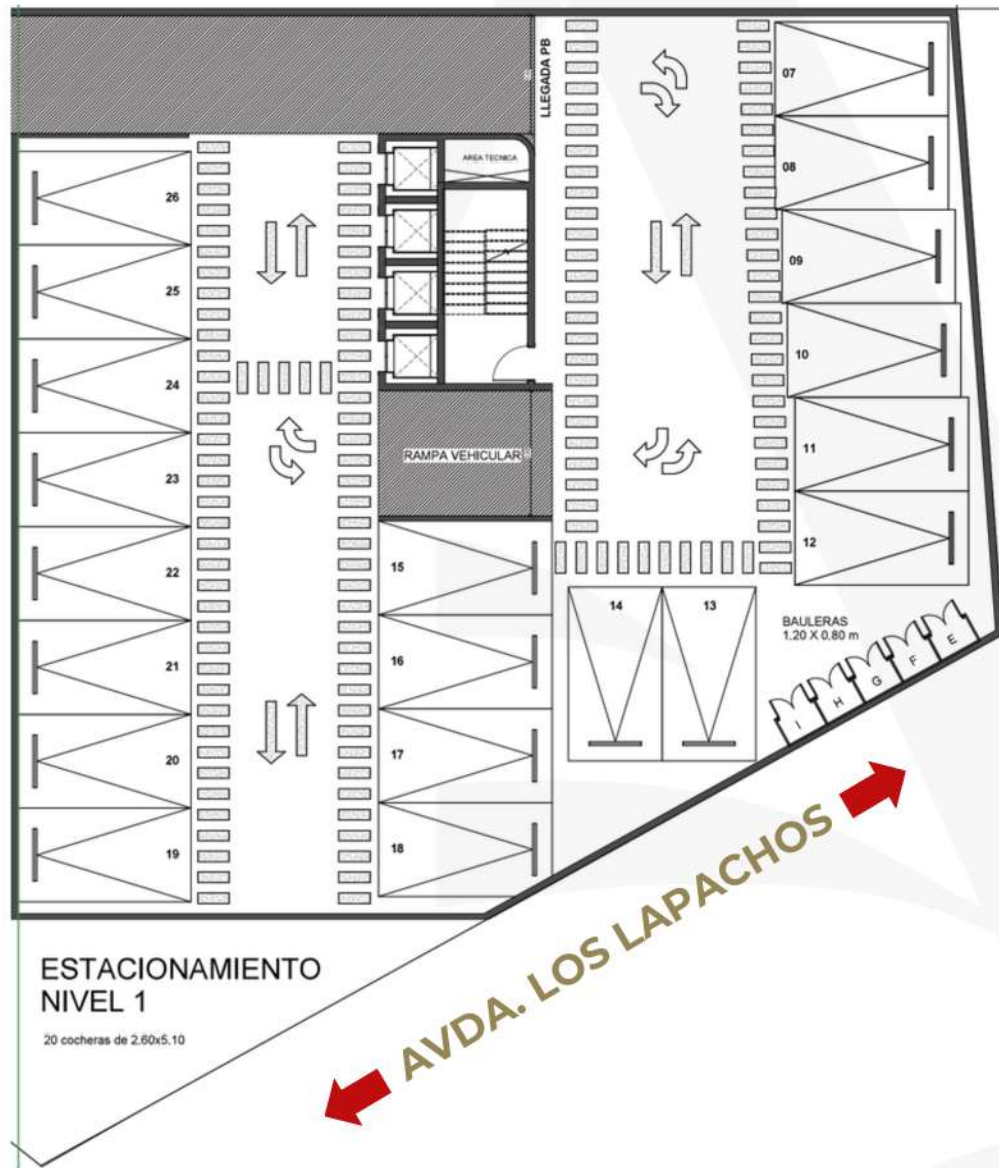 LLEGADA PB
07
AREA TECNICA
08
26
09
25
10
24
11
RAMPA VEHICULAR
23
12
15
22
14
13
BAULERAS
1.20 X 0.80 m
16
21
E
F
G
H
I
17
20
18
19
AVDA. LOS LAPACHOS
ESTACIONAMIENTO
NIVEL 1
20 cocheras de 2.60x5.10